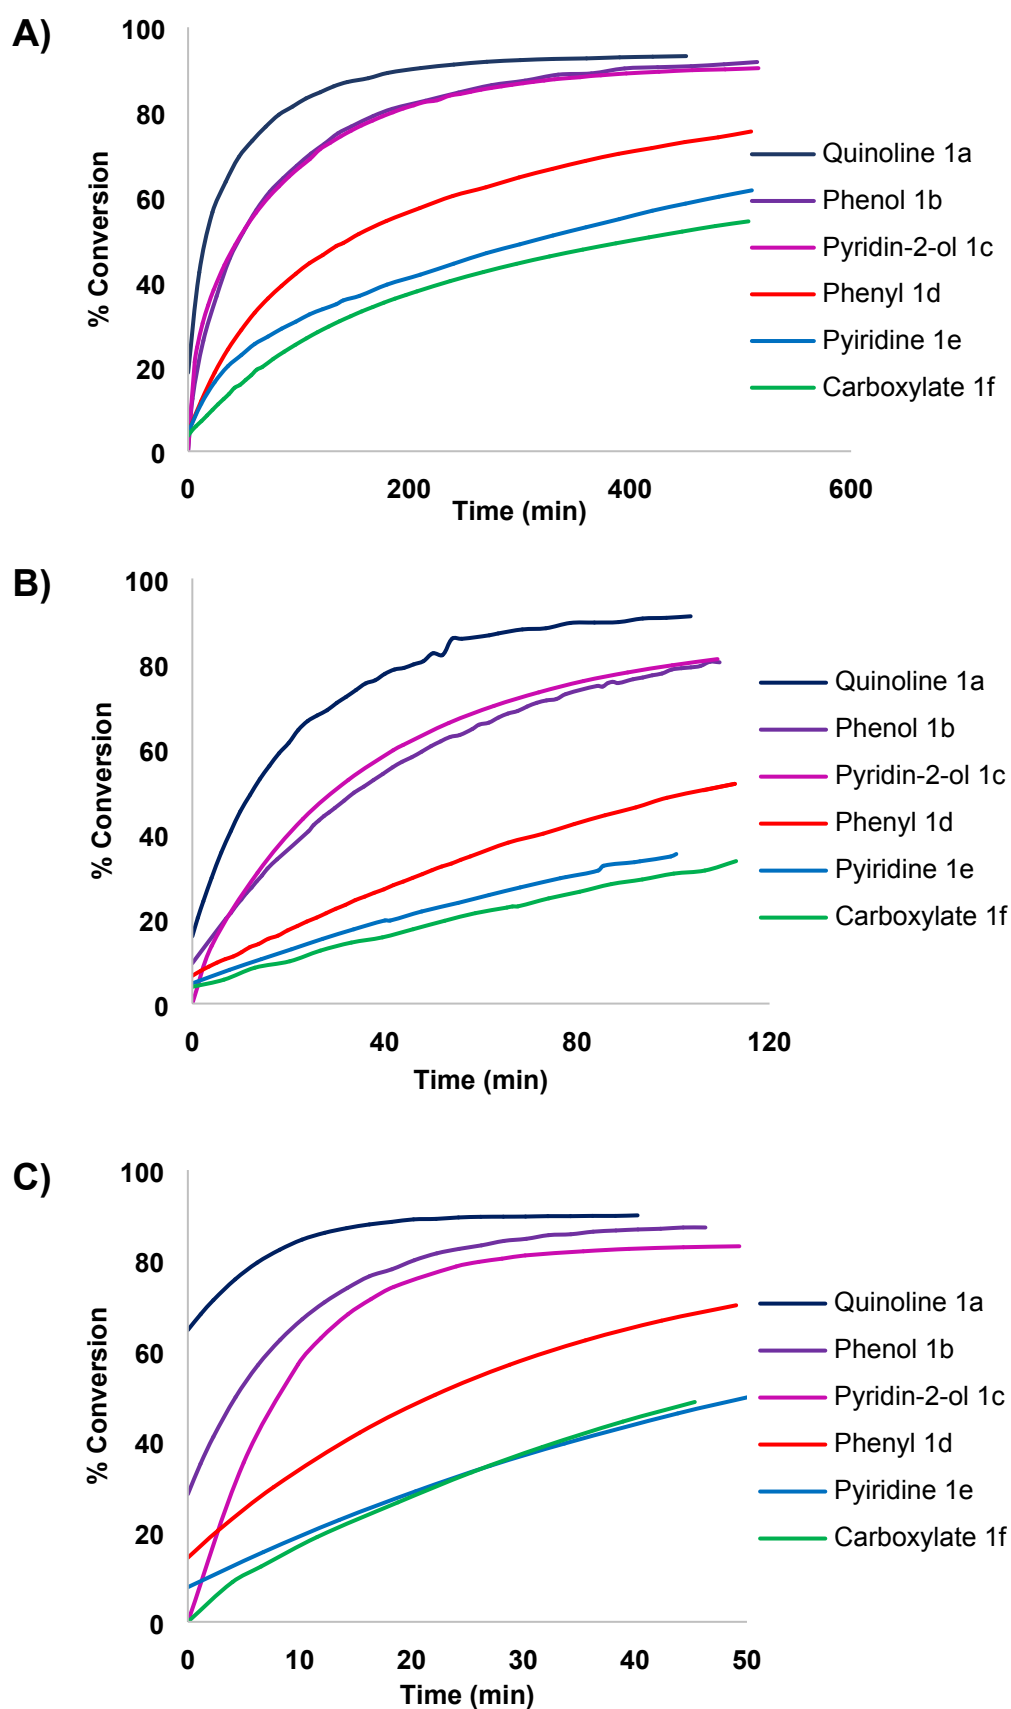 A)
100
80
60
40
20
0
% Conversion
0 200 400 600
Time (min)
Quinoline 1a
Phenol 1b
Pyridin-2-ol 1c
Phenyl 1d
Pyiridine 1e
Carboxylate 1f
B)
100
80
60
40
20
0
% Conversion
0 40 80 120
Time (min)
Quinoline 1a
Phenol 1b
Pyridin-2-ol 1c
Phenyl 1d
Pyiridine 1e
Carboxylate 1f
C)
100
80
60
40
20
0
% Conversion
0 10 20 30 40 50
Time (min)
Quinoline 1a
Phenol 1b
Pyridin-2-ol 1c
Phenyl 1d
Pyiridine 1e
Carboxylate 1f